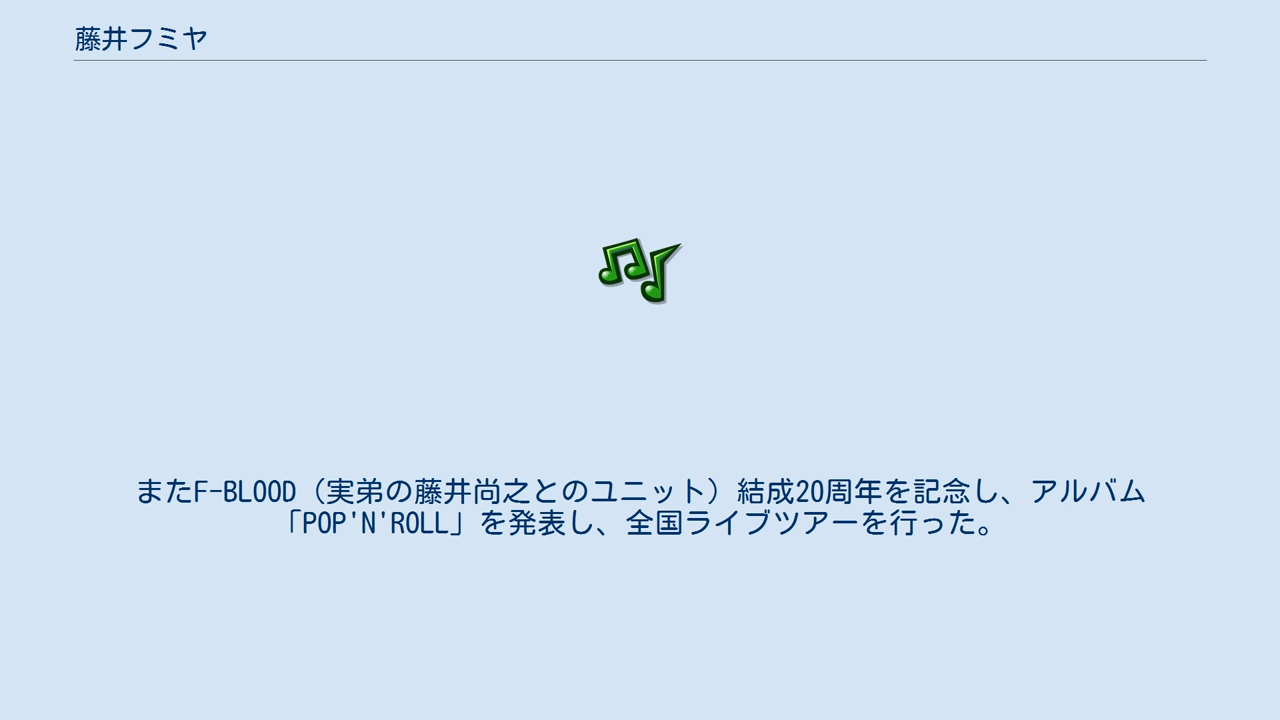 藤井フミヤ
またF-BLOOD（実弟の藤井尚之とのユニット）結成20周年を記念し、アルバム
「POP'N'ROLL」を発表し、全国ライブツアーを行った。